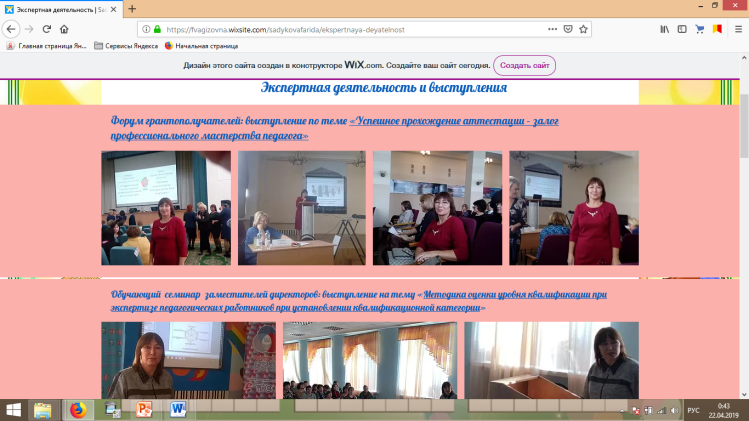 Экспертная деятельность | Sad
https://fvagizovna.wixsite.com/sadykovafarida/ekspertnaya-deyatelnost
Главная страница Ян...
Сервисы Яндекса
Начальная страница
Дизайн этого сайта создан в конструкторе WiX.com. Создайте ваш сайт сегодня.
Создать сайт
Экспертная деятельность и выступления
Форум грантополучателей: выступление по теме «Успешное прохождение аттестации – залог
профессионального мастерства педагога»
Обучающий семинар заместителей директоров: выступление на тему «Методика оценки уровня квалификации при
экспертизе педагогических работников при установлении квалификационной категории»
РУС
0:43
22.04.2019